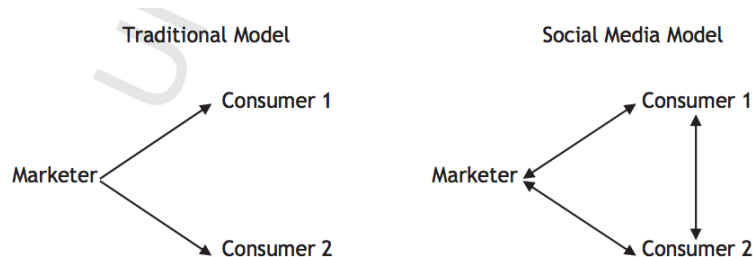 Traditional Model
Consumer 1
Marketer
Consumer 2
Social Media Model
Consumer 1
Marketer
Consumer 2